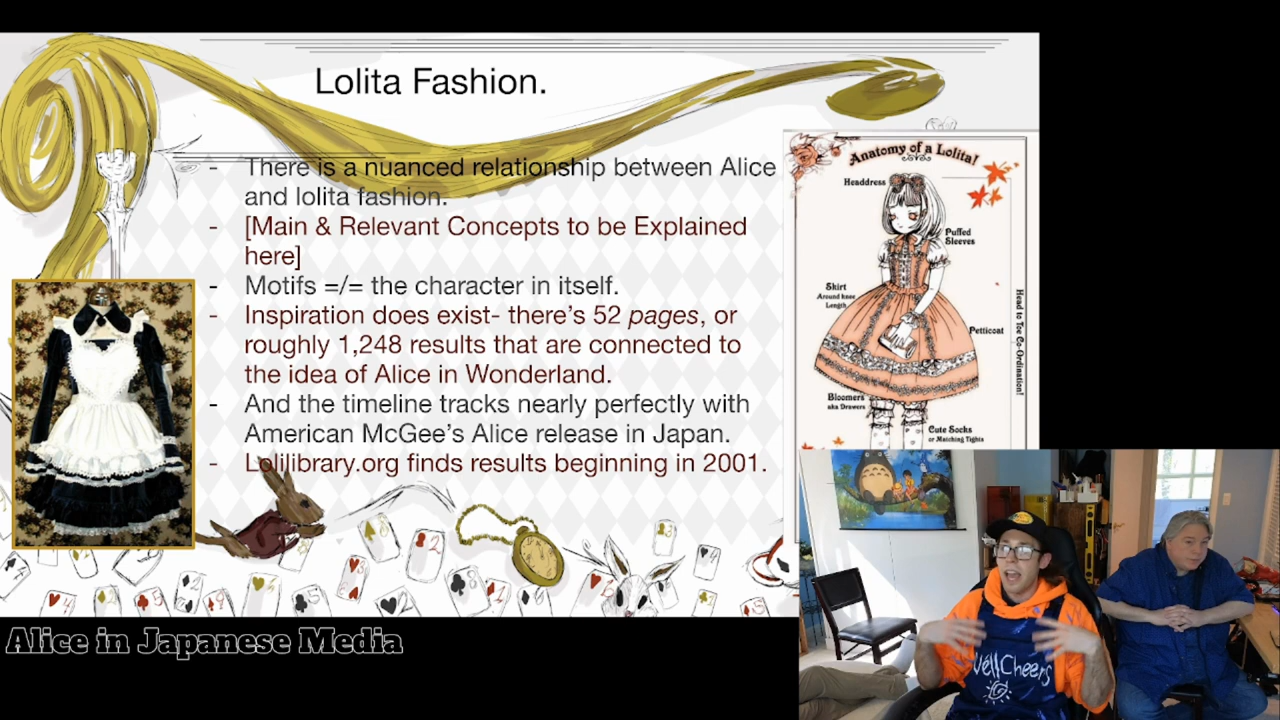 Lolita Fashion.
- There is a nuanced relationship between Alice
and lolita fashion.
- [Main & Relevant Concepts to be Explained
here]
- Motifs =/= the character in itself.
- Inspiration does exist- there's 52 pages, or
roughly 1,248 results that are connected to
the idea of Alice in Wonderland.
- And the timeline tracks nearly perfectly with
American McGee's Alice release in Japan.
- Lolilibrary.org finds results beginning in 2001.
Anatomy of a Lolita!
Headdress
Puffed
Sleeves
Skirt
Around knee
Length
Petticoat
Head to Toe Co-Ordination!
Bloomers
aka Drawers
Cute Socks
or Matching Tights
Alice in Japanese Media